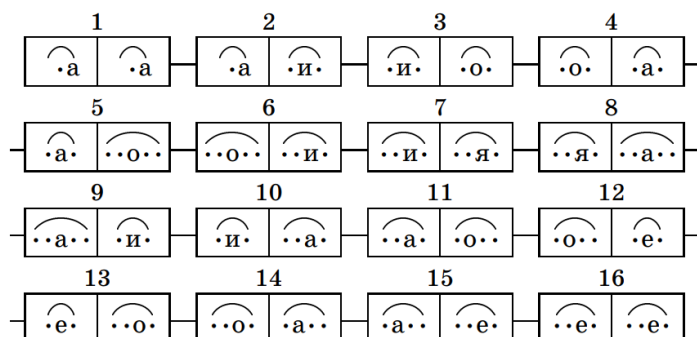 1 2 3 4
·а ·а ·а ·и· ·и· ·о· ·о· ·а·
5 6 7 8
·а· ··о·· ··о·· ··и· ··и· ··я· ··я· ··а··
9 10 11 12
··а·· ·и· ·и· ··а· ··а· ·о·· ·о·· ·е·
13 14 15 16
·е· ··о· ··о· ·а·· ·а·· ··е· ··е· ··е·